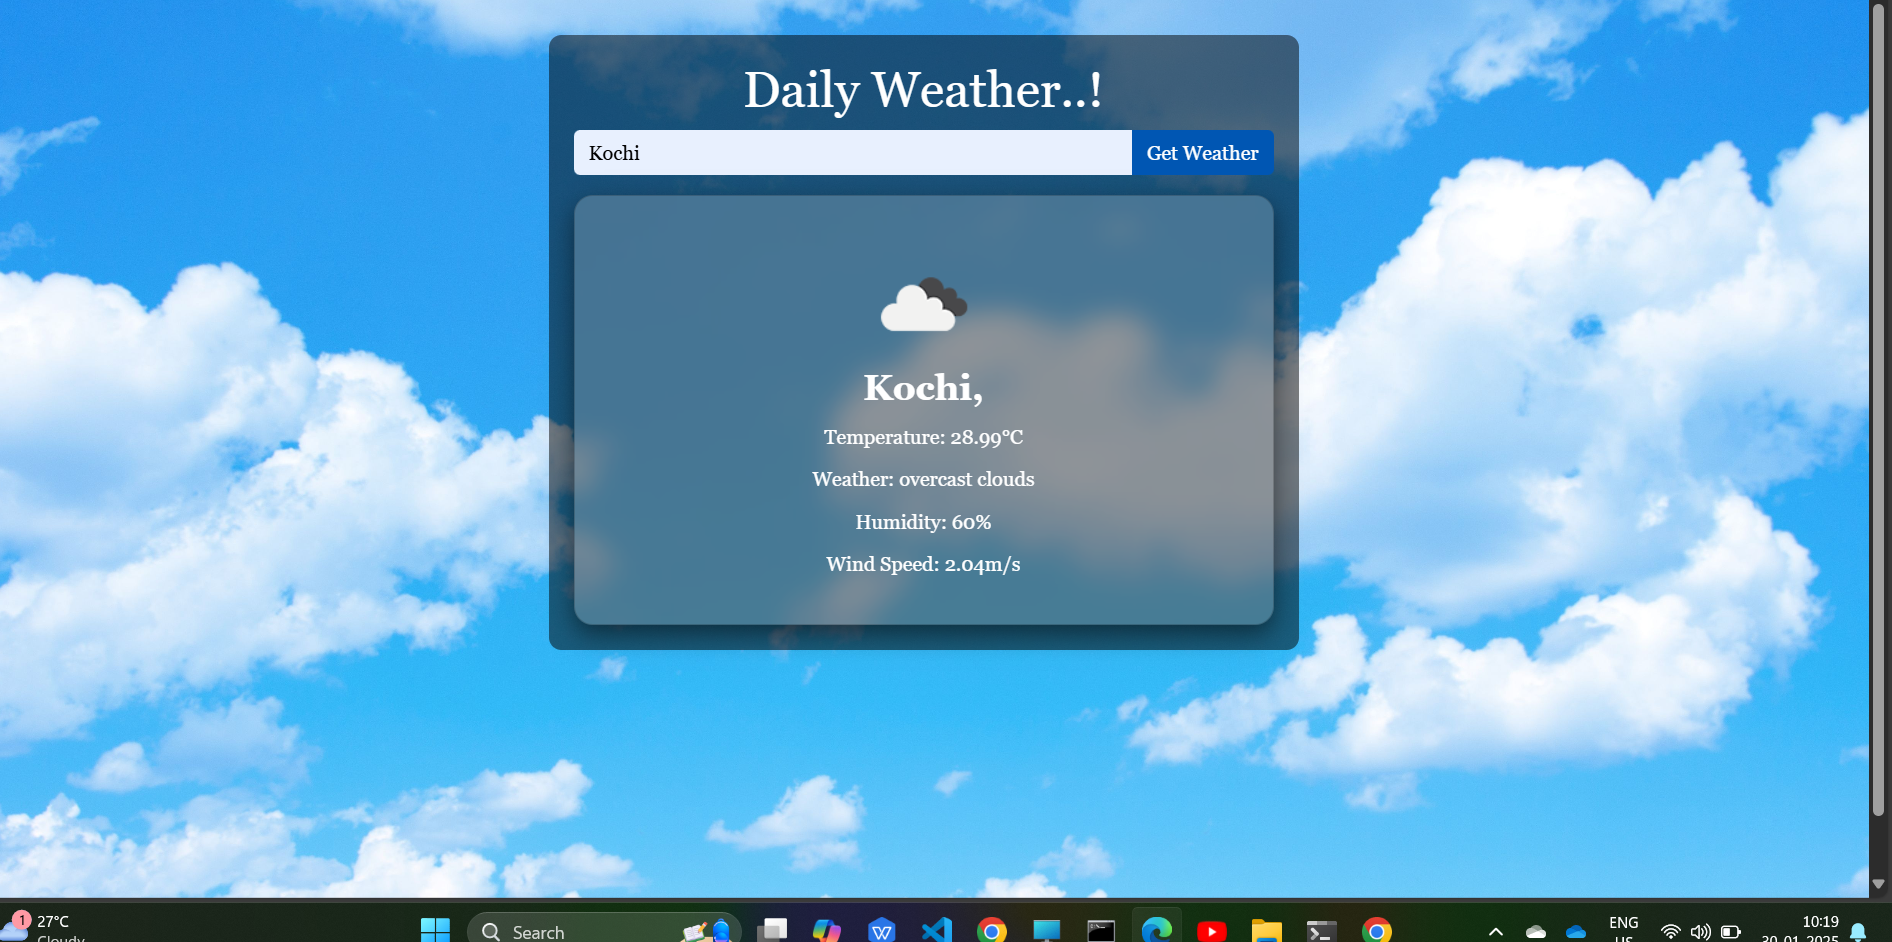 Daily Weather..!
Kochi
Get Weather
Kochi,
Temperature: 28.99°C
Weather: overcast clouds
Humidity: 60%
Wind Speed: 2.04m/s
1
27°C
Cloudy
Search
ENG
US
10:19
30-01-2025